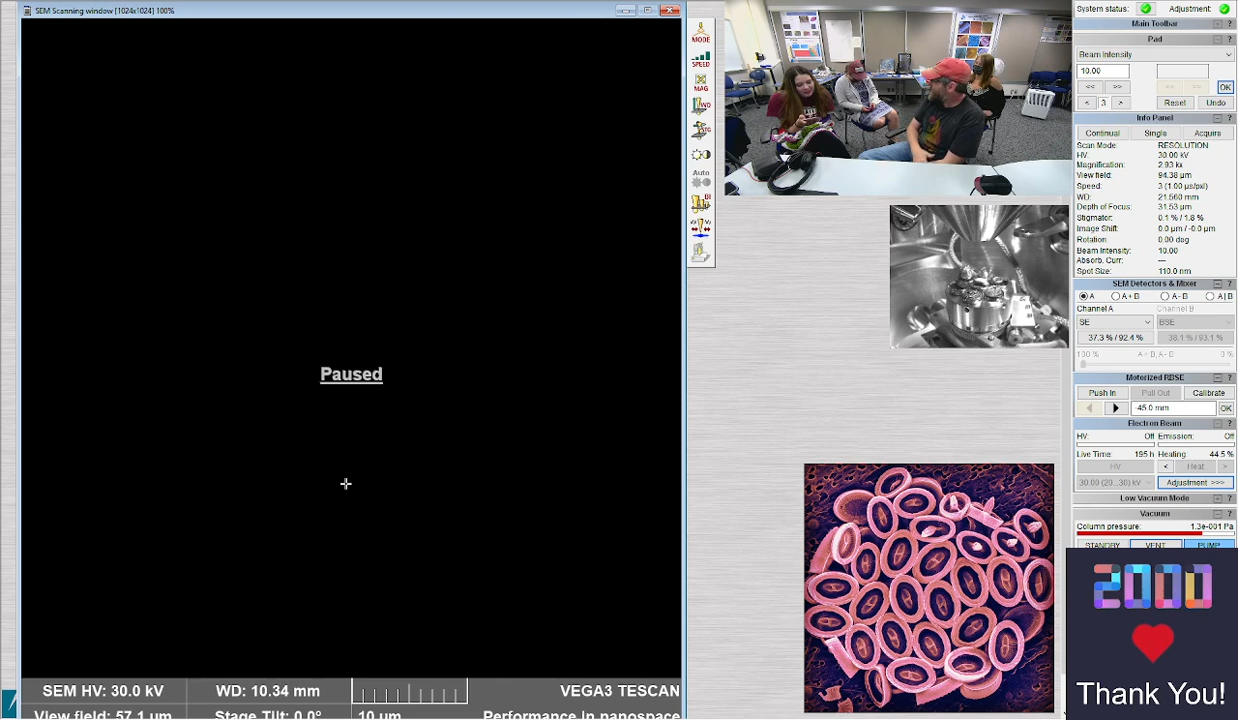 SEM Scanning window [1024x1024] 100%
Paused
SEM HV: 30.0 kV
WD: 10.34 mm
VEGA3 TESCAN
View field: 57.1 µm
Stage Tilt: 0.0°
10 µm
Performance in nanospace
MODE
SPEED
MAG
WD
STG
Auto
System status:
Adjustment:
Main Toolbar
Pad
Beam Intensity
10.00
<< >>
OK
< 3 >
Reset Undo
Info Panel
Continual Single Acquire
Scan Mode: RESOLUTION
HV: 30.00 kV
Magnification: 2.93 kx
View field: 94.38 µm
Speed: 3 (1.00 µs/pxl)
WD: 21.560 mm
Depth of Focus: 31.53 µm
Stigmator: 0.1 % / 1.8 %
Image Shift: 0.0 µm / -0.0 µm
Rotation: 0.00 deg
Beam Intensity: 10.00
Absorb. Curr: ---
Spot Size: 110.0 nm
SEM Detectors & Mixer
A A+B A-B A|B
Channel A Channel B
SE BSE
37.3 % / 92.4 % 38.1 % / 93.1 %
100 % A+B, A-B 0 %
Motorized RBSE
Push In Pull Out Calibrate
-45.0 mm OK
Electron Beam
HV: Off Emission: Off
Live Time: 195 h Heating: 44.5 %
HV < Heat >
30.00 (20...30) kV Adjustment >>>
Low Vacuum Mode
Vacuum
Column pressure: 1.3e-001 Pa
STANDBY VENT PUMP
2000
Thank You!